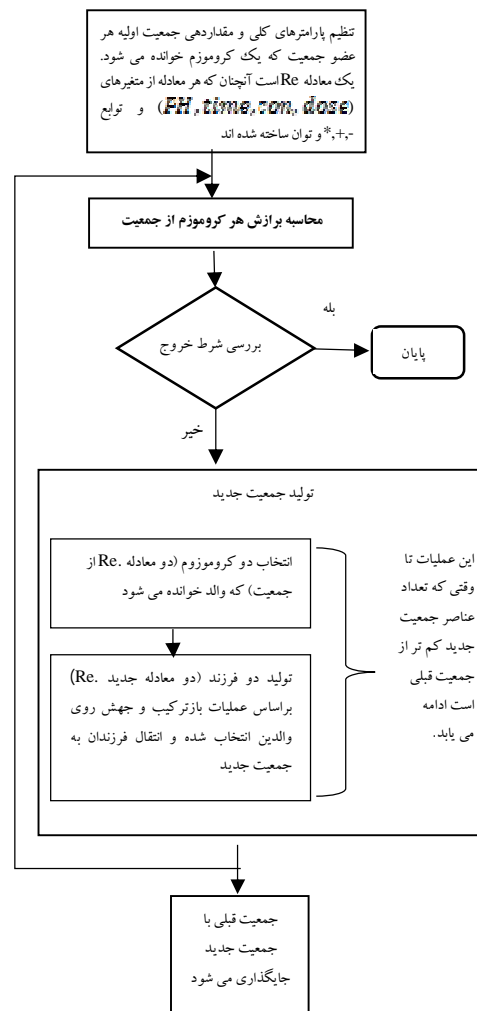 تنظیم پارامترهای کلی و مقداردهی جمعیت اولیه هر
عضو جمعیت که یک کروموزم خوانده می شود.
یک معادله Re است آنچنان که هر معادله از متغیرهای
(PH, time, con, dose) و توابع
-,+,* و توان ساخته شده اند
محاسبه برازش هر کروموزم از جمعیت
بررسی شرط خروج
بله
پایان
خیر
تولید جمعیت جدید
انتخاب دو کروموزوم (دو معادله .Re از
جمعیت) که والد خوانده می شود
تولید دو فرزند (دو معادله جدید .Re)
براساس عملیات بازترکیب و جهش روی
والدین انتخاب شده و انتقال فرزندان به
جمعیت جدید
این عملیات تا
وقتی که تعداد
عناصر جمعیت
جدید کم تر از
جمعیت قبلی
است ادامه
می یابد.
جمعیت قبلی با
جمعیت جدید
جایگذاری می شود